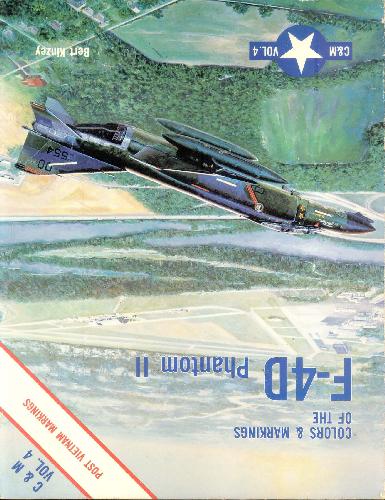 COLORS & MARKINGS
OF THE
F-4D Phantom II
C & M
VOL. 4
POST VIETNAM MARKINGS
C&M
VOL. 4
Bert Kinzey